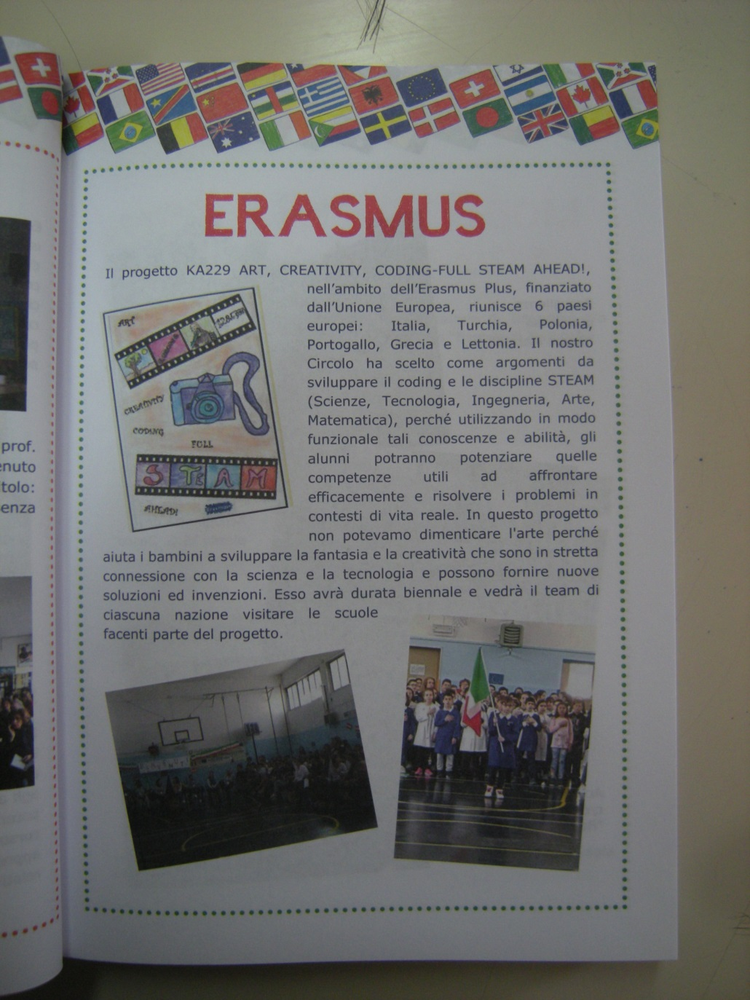 prof.
enuto
itolo:
senza
ERASMUS
Il progetto KA229 ART, CREATIVITY, CODING-FULL STEAM AHEAD!,
nell'ambito dell'Erasmus Plus, finanziato
dall'Unione Europea, riunisce 6 paesi
europei: Italia, Turchia, Polonia,
Portogallo, Grecia e Lettonia. Il nostro
Circolo ha scelto come argomenti da
sviluppare il coding e le discipline STEAM
(Scienze, Tecnologia, Ingegneria, Arte,
Matematica), perché utilizzando in modo
funzionale tali conoscenze e abilità, gli
alunni potranno potenziare quelle
competenze utili ad affrontare
efficacemente e risolvere i problemi in
contesti di vita reale. In questo progetto
non potevamo dimenticare l'arte perché
aiuta i bambini a sviluppare la fantasia e la creatività che sono in stretta
connessione con la scienza e la tecnologia e possono fornire nuove
soluzioni ed invenzioni. Esso avrà durata biennale e vedrà il team di
ciascuna nazione visitare le scuole
facenti parte del progetto.
ART
CREATIVITY
CODING
FULL
STEAM
AHEAD!